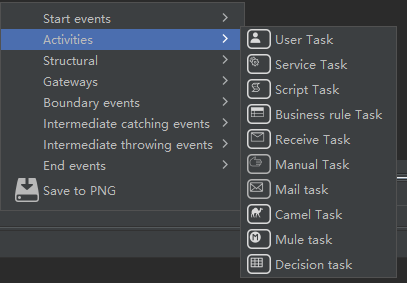 Start events
Activities
Structural
Gateways
Boundary events
Intermediate catching events
Intermediate throwing events
End events
Save to PNG
User Task
Service Task
Script Task
Business rule Task
Receive Task
Manual Task
Mail task
Camel Task
Mule task
Decision task